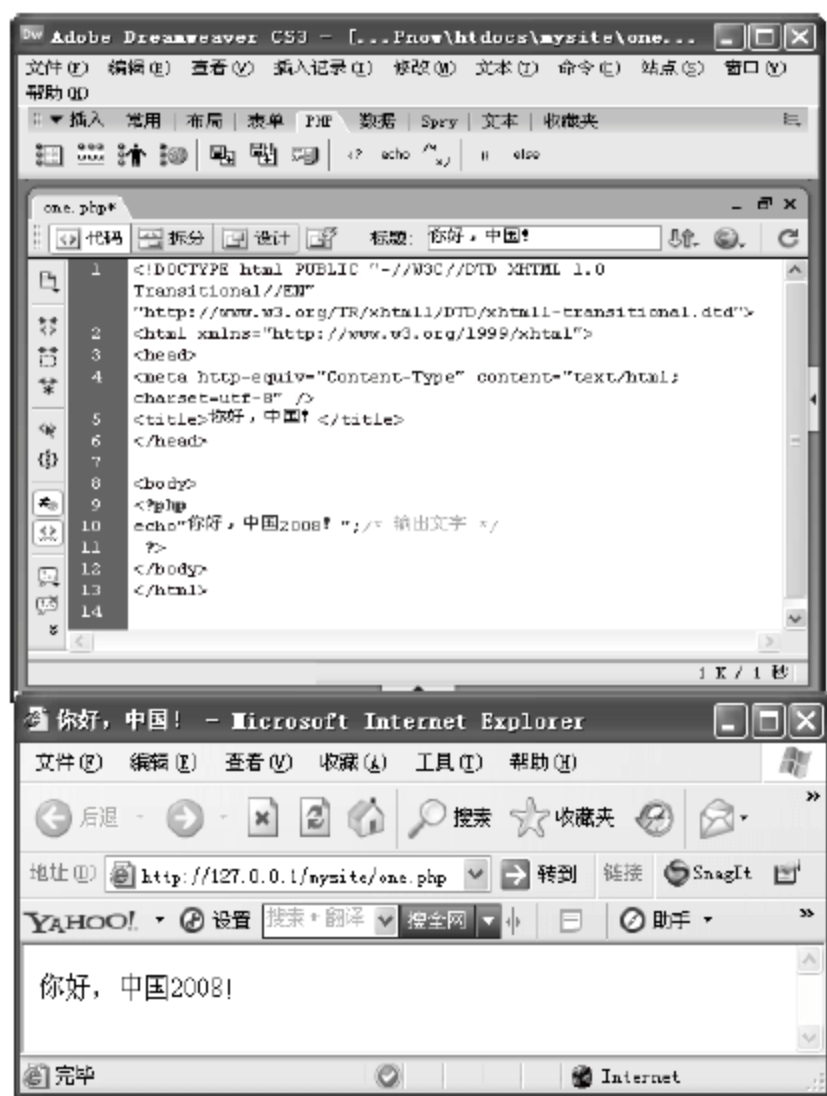 Adobe Dreamweaver CS3 - [...Pnow\htdocs\mysite\one...
文件(F) 编辑(E) 查看(V) 插入记录(I) 修改(M) 文本(T) 命令(C) 站点(S) 窗口(W)
帮助(H)
插入 常用 布局 表单 PHP 数据 Spry 文本 收藏夹
<? echo /* */ if else
one.php*
代码 拆分 设计 标题: 你好，中国！
1 <!DOCTYPE html PUBLIC "-//W3C//DTD XHTML 1.0
Transitional//EN"
"http://www.w3.org/TR/xhtml1/DTD/xhtml1-transitional.dtd">
2 <html xmlns="http://www.w3.org/1999/xhtml">
3 <head>
4 <meta http-equiv="Content-Type" content="text/html;
charset=utf-8" />
5 <title>你好，中国！</title>
6 </head>
7
8 <body>
9 <?php
10 echo"你好，中国2008！";/* 输出文字 */
11 ?>
12 </body>
13 </html>
14
1 K / 1 秒
你好，中国！ - Microsoft Internet Explorer
文件(F) 编辑(E) 查看(V) 收藏(A) 工具(T) 帮助(H)
后退 搜索 收藏夹 »
地址(D) http://127.0.0.1/mysite/one.php 转到 链接 SnagIt
YAHOO! 设置 搜索·翻译 搜全网 助手 »
你好，中国2008！
完毕 Internet